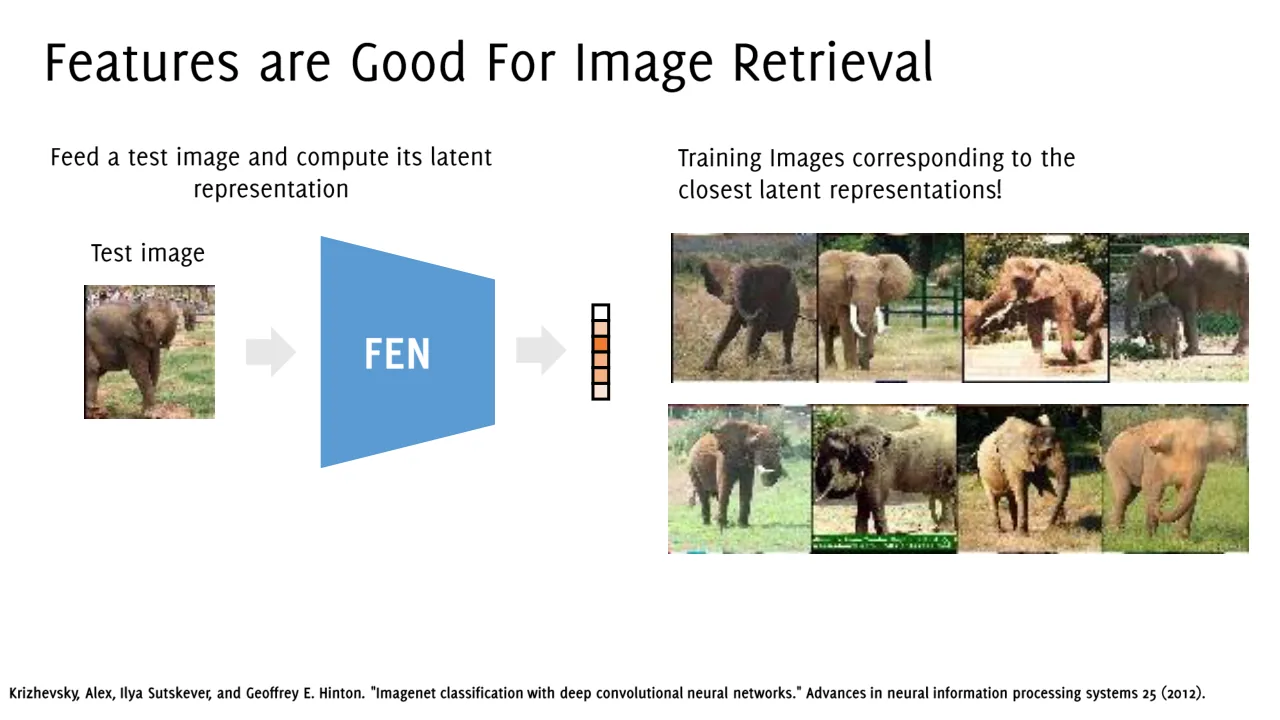 Features are Good For Image Retrieval
Feed a test image and compute its latent
representation
Test image
FEN
Training Images corresponding to the
closest latent representations!
Krizhevsky, Alex, Ilya Sutskever, and Geoffrey E. Hinton. "Imagenet classification with deep convolutional neural networks." Advances in neural information processing systems 25 (2012).